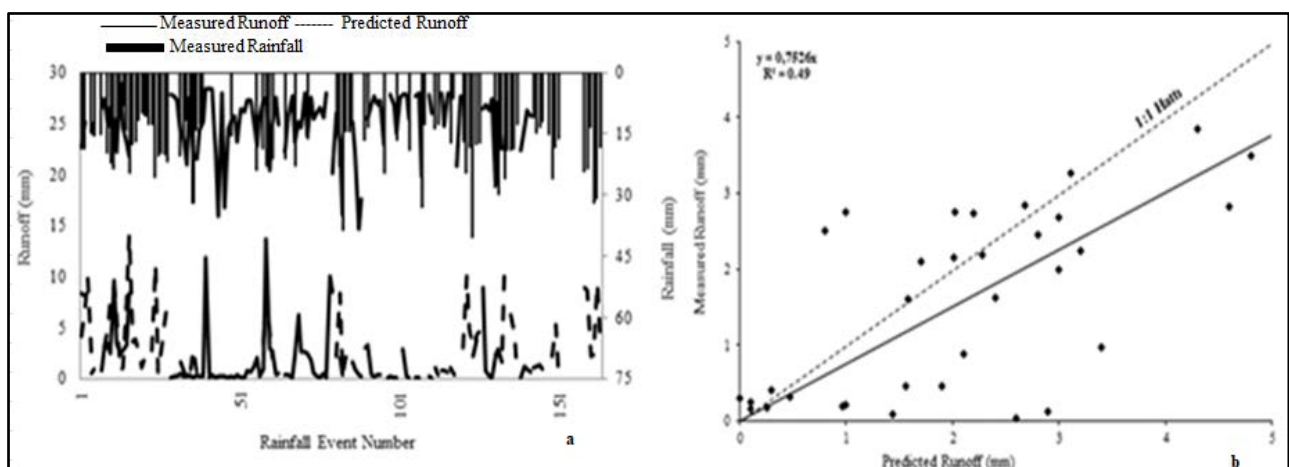 Measured Runoff ------- Predicted Runoff
Measured Rainfall
30
25
20
15
10
5
0
Runoff (mm)
0
15
30
45
60
75
Rainfall (mm)
1
51
101
151
Rainfall Event Number
a
y = 0,7526x
R² = 0.49
1:1 Hattı
5
4
3
2
1
0
Measured Runoff (mm)
0
1
2
3
4
5
Predicted Runoff (mm)
b